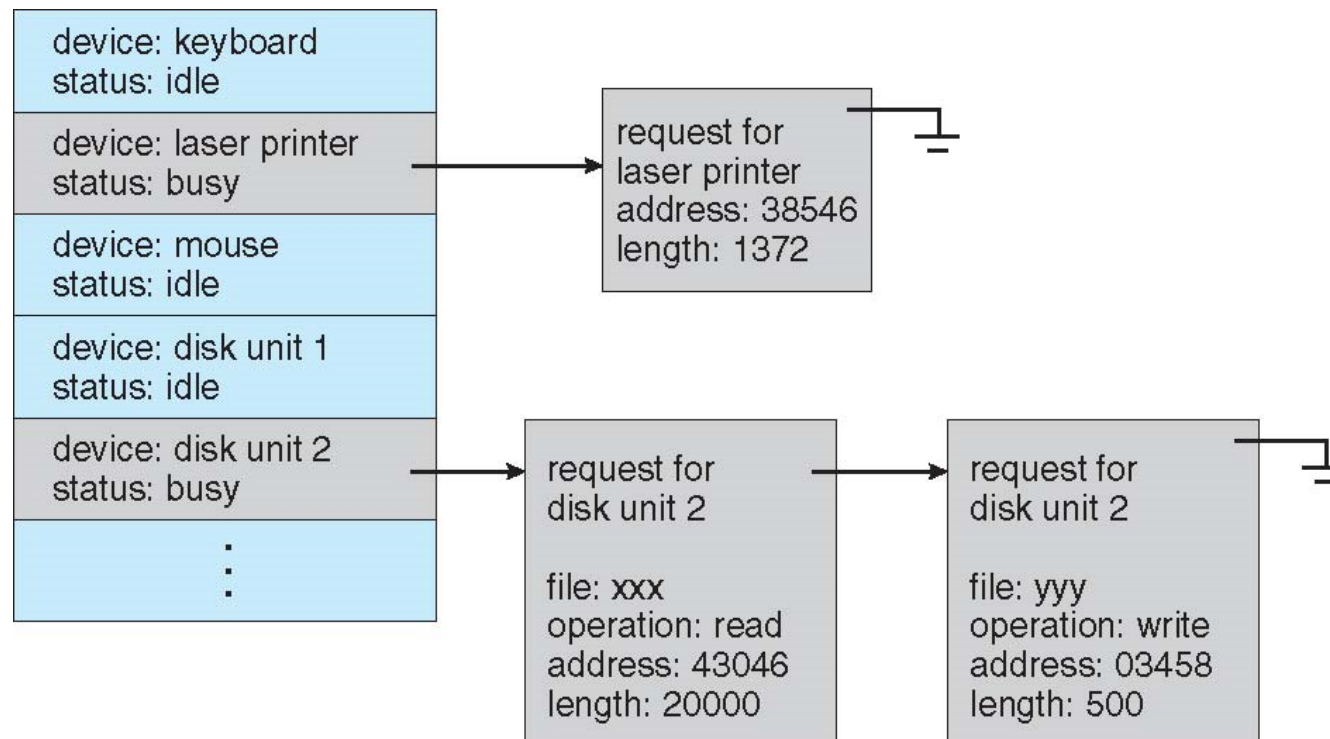 device: keyboard
status: idle
device: laser printer
status: busy
device: mouse
status: idle
device: disk unit 1
status: idle
device: disk unit 2
status: busy
request for
laser printer
address: 38546
length: 1372
request for
disk unit 2
file: xxx
operation: read
address: 43046
length: 20000
request for
disk unit 2
file: yyy
operation: write
address: 03458
length: 500